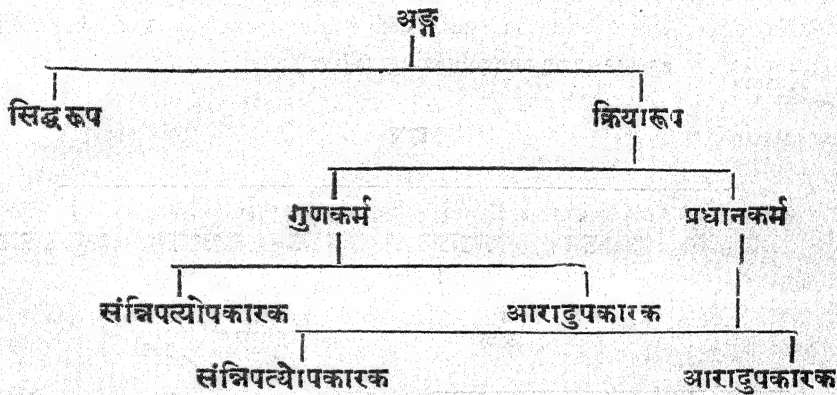 अङ्ग
सिद्धरूप क्रियारूप
गुणकर्म प्रधानकर्म
संन्निपत्योपकारक आरादुपकारक
संन्निपत्योपकारक आरादुपकारक